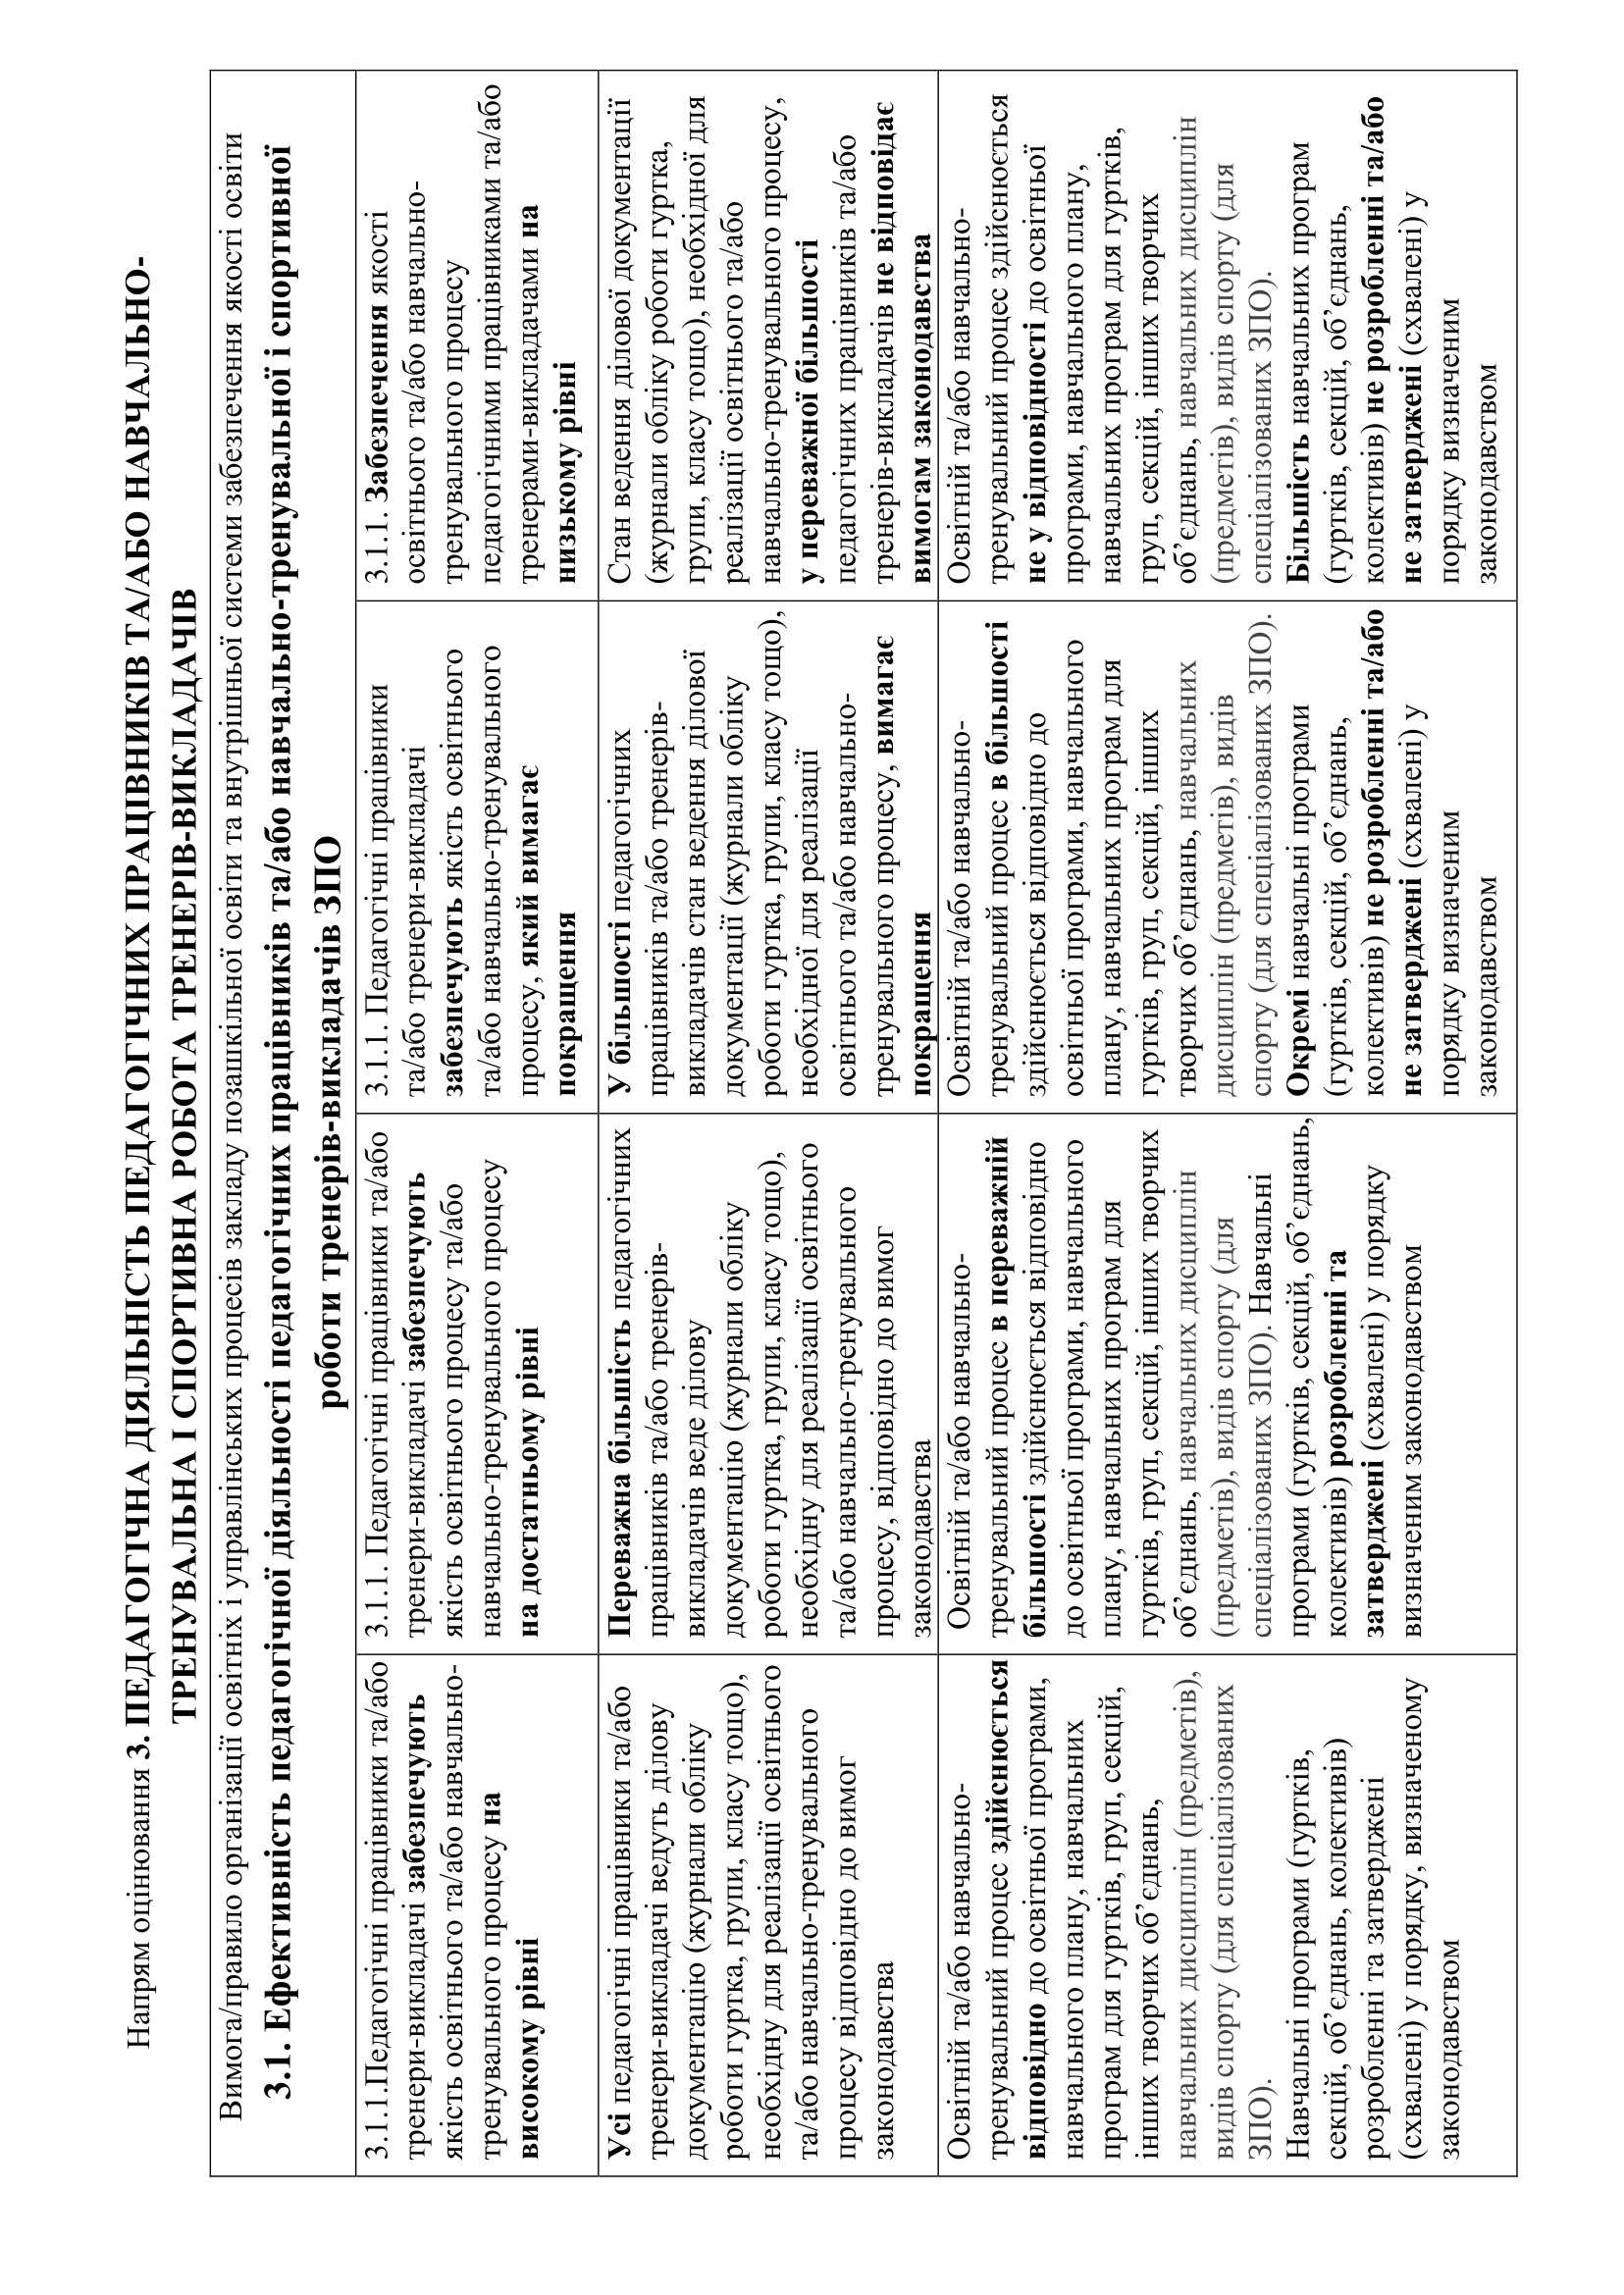 Напрям оцінювання 3. ПЕДАГОГІЧНА ДІЯЛЬНІСТЬ ПЕДАГОГІЧНИХ ПРАЦІВНИКІВ ТА/АБО НАВЧАЛЬНО-
ТРЕНУВАЛЬНА І СПОРТИВНА РОБОТА ТРЕНЕРІВ-ВИКЛАДАЧІВ
Вимога/правило організації освітніх і управлінських процесів закладу позашкільної освіти та внутрішньої системи забезпечення якості освіти
3.1. Ефективність педагогічної діяльності педагогічних працівників та/або навчально-тренувальної і спортивної
роботи тренерів-викладачів ЗПО
3.1.1.Педагогічні працівники та/або
тренери-викладачі забезпечують
якість освітнього та/або навчально-
тренувального процесу на
високому рівні
3.1.1. Педагогічні працівники та/або
тренери-викладачі забезпечують
якість освітнього процесу та/або
навчально-тренувального процесу
на достатньому рівні
3.1.1. Педагогічні працівники
та/або тренери-викладачі
забезпечують якість освітнього
та/або навчально-тренувального
процесу, який вимагає
покращення
3.1.1. Забезпечення якості
освітнього та/або навчально-
тренувального процесу
педагогічними працівниками та/або
тренерами-викладачами на
низькому рівні
Усі педагогічні працівники та/або
тренери-викладачі ведуть ділову
документацію (журнали обліку
роботи гуртка, групи, класу тощо),
необхідну для реалізації освітнього
та/або навчально-тренувального
процесу відповідно до вимог
законодавства
Переважна більшість педагогічних
працівників та/або тренерів-
викладачів веде ділову
документацію (журнали обліку
роботи гуртка, групи, класу тощо),
необхідну для реалізації освітнього
та/або навчально-тренувального
процесу, відповідно до вимог
законодавства
У більшості педагогічних
працівників та/або тренерів-
викладачів стан ведення ділової
документації (журнали обліку
роботи гуртка, групи, класу тощо),
необхідної для реалізації
освітнього та/або навчально-
тренувального процесу, вимагає
покращення
Стан ведення ділової документації
(журнали обліку роботи гуртка,
групи, класу тощо), необхідної для
реалізації освітнього та/або
навчально-тренувального процесу,
у переважної більшості
педагогічних працівників та/або
тренерів-викладачів не відповідає
вимогам законодавства
Освітній та/або навчально-
тренувальний процес здійснюється
відповідно до освітньої програми,
навчального плану, навчальних
програм для гуртків, груп, секцій,
інших творчих об’єднань,
навчальних дисциплін (предметів),
видів спорту (для спеціалізованих
ЗПО).
Навчальні програми (гуртків,
секцій, об’єднань, колективів)
розробленні та затверджені
(схвалені) у порядку, визначеному
законодавством
Освітній та/або навчально-
тренувальний процес в переважній
більшості здійснюється відповідно
до освітньої програми, навчального
плану, навчальних програм для
гуртків, груп, секцій, інших творчих
об’єднань, навчальних дисциплін
(предметів), видів спорту (для
спеціалізованих ЗПО). Навчальні
програми (гуртків, секцій, об’єднань,
колективів) розробленні та
затверджені (схвалені) у порядку
визначеним законодавством
Освітній та/або навчально-
тренувальний процес в більшості
здійснюється відповідно до
освітньої програми, навчального
плану, навчальних програм для
гуртків, груп, секцій, інших
творчих об’єднань, навчальних
дисциплін (предметів), видів
спорту (для спеціалізованих ЗПО).
Окремі навчальні програми
(гуртків, секцій, об’єднань,
колективів) не розробленні та/або
не затверджені (схвалені) у
порядку визначеним
законодавством
Освітній та/або навчально-
тренувальний процес здійснюється
не у відповідності до освітньої
програми, навчального плану,
навчальних програм для гуртків,
груп, секцій, інших творчих
об’єднань, навчальних дисциплін
(предметів), видів спорту (для
спеціалізованих ЗПО).
Більшість навчальних програм
(гуртків, секцій, об’єднань,
колективів) не розробленні та/або
не затверджені (схвалені) у
порядку визначеним
законодавством